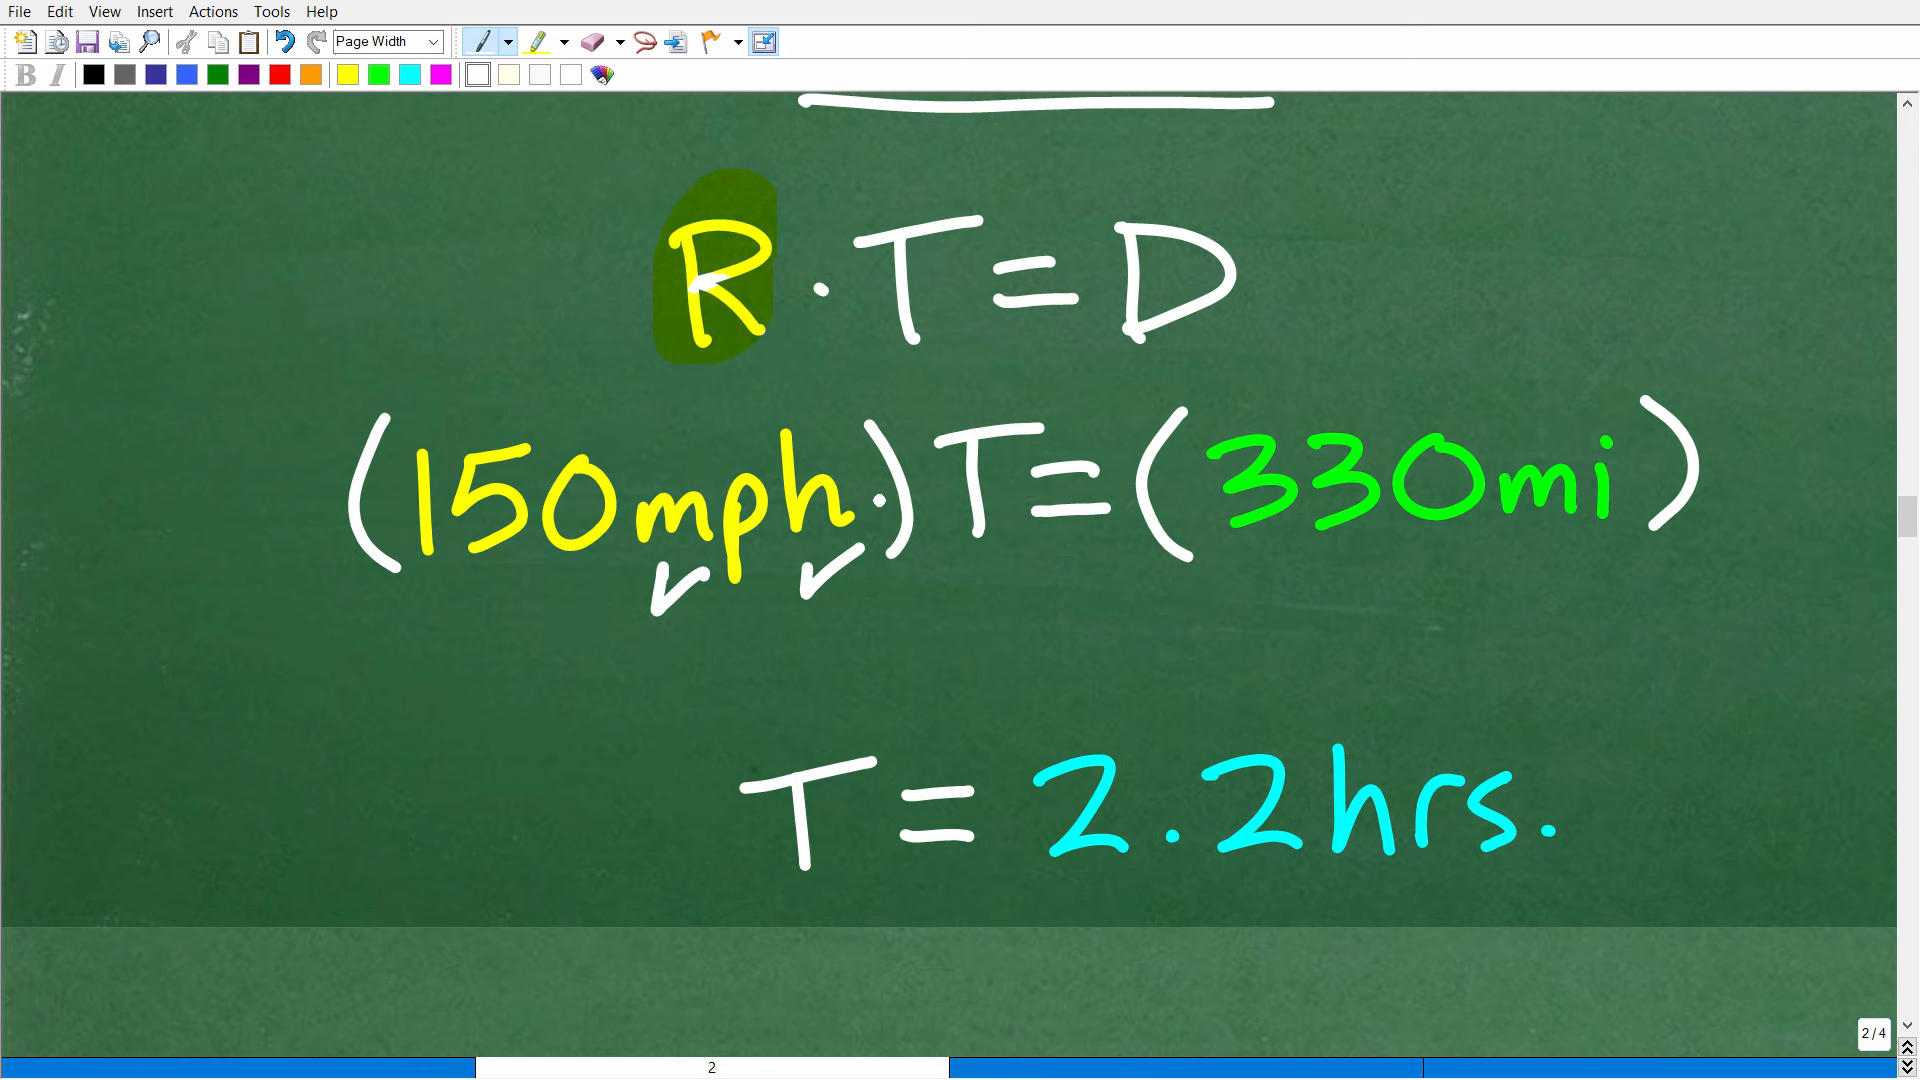 File Edit View Insert Actions Tools Help
Page Width
B I
R · T = D
(150mph.) T = (330mi)
T = 2.2hrs.
2 / 4
2